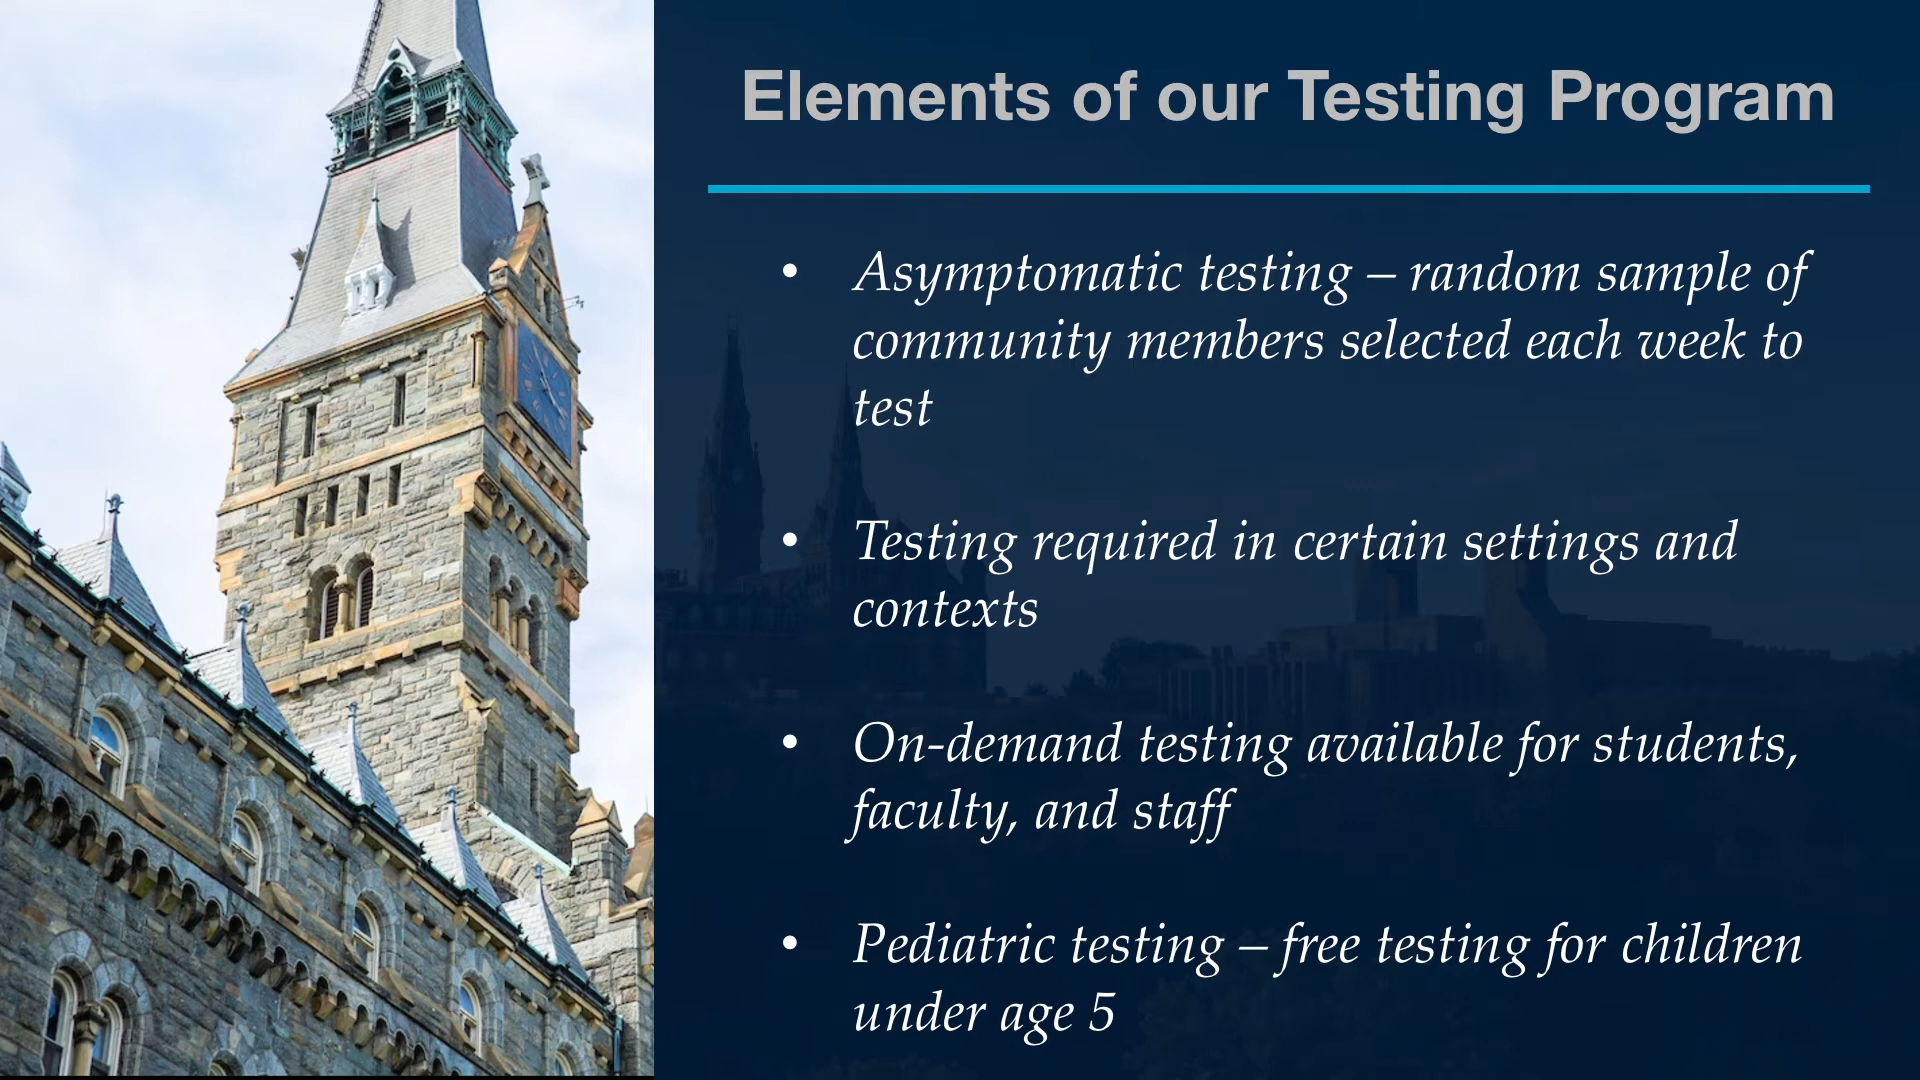 Elements of our Testing Program
• Asymptomatic testing – random sample of
community members selected each week to
test
• Testing required in certain settings and
contexts
• On-demand testing available for students,
faculty, and staff
• Pediatric testing – free testing for children
under age 5